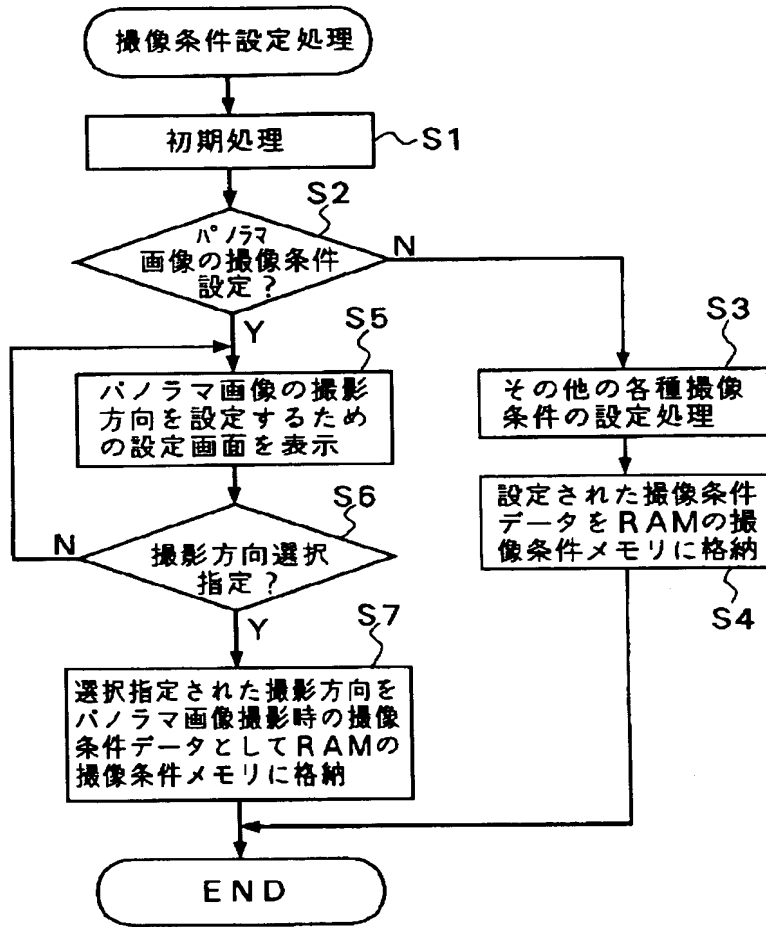 撮像条件設定処理
初期処理
S1
S2
パノラマ
画像の撮像条件
設定？
N
Y
S5
パノラマ画像の撮影
方向を設定するため
の設定画面を表示
S6
撮影方向選択
指定？
N
Y
S7
選択指定された撮影方向を
パノラマ画像撮影時の撮像
条件データとしてRAMの
撮像条件メモリに格納
S3
その他の各種撮像
条件の設定処理
設定された撮像条件
データをRAMの撮
像条件メモリに格納
S4
END